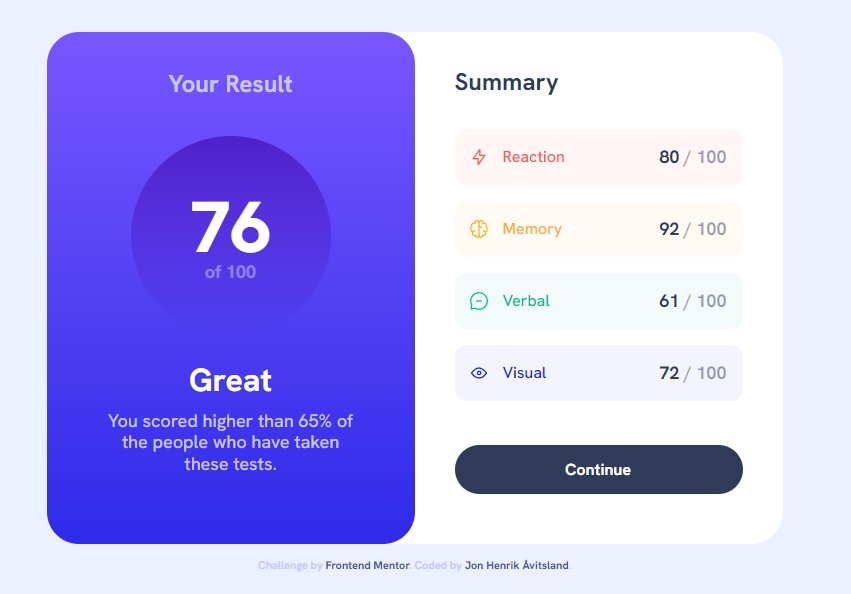 Your Result
76
of 100
Great
You scored higher than 65% of
the people who have taken
these tests.
Summary
Reaction 80 / 100
Memory 92 / 100
Verbal 61 / 100
Visual 72 / 100
Continue
Challenge by Frontend Mentor. Coded by Jon Henrik Åvitsland.